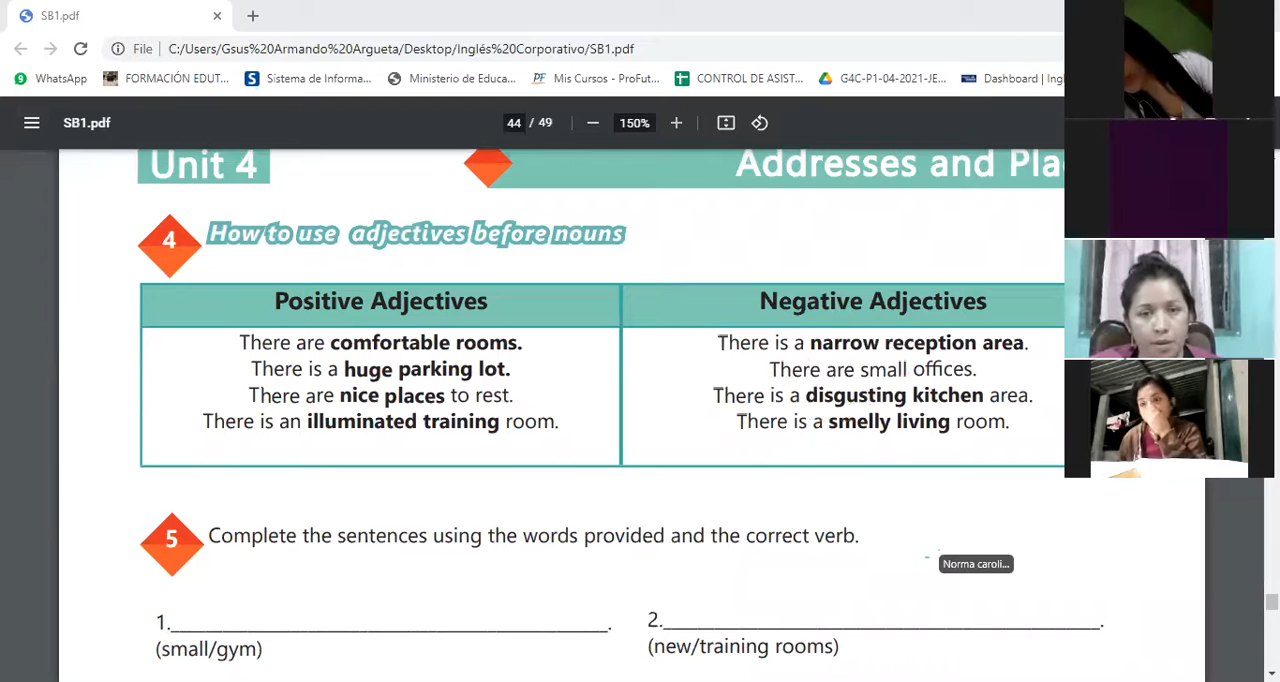 SB1.pdf
File C:/Users/Gsus%20Armando%20Argueta/Desktop/Inglés%20Corporativo/SB1.pdf
WhatsApp FORMACIÓN EDUT... Sistema de Informa... Ministerio de Educa... Mis Cursos - ProFut... CONTROL DE ASIST... G4C-P1-04-2021-JE... Dashboard | Ingl
SB1.pdf 44 / 49 150%
Unit 4 Addresses and Pla
4 How to use adjectives before nouns
Positive Adjectives Negative Adjectives
There are comfortable rooms. There is a narrow reception area.
There is a huge parking lot. There are small offices.
There are nice places to rest. There is a disgusting kitchen area.
There is an illuminated training room. There is a smelly living room.
5 Complete the sentences using the words provided and the correct verb.
Norma caroli...
1.________________________________________. 2.________________________________________.
(small/gym) (new/training rooms)